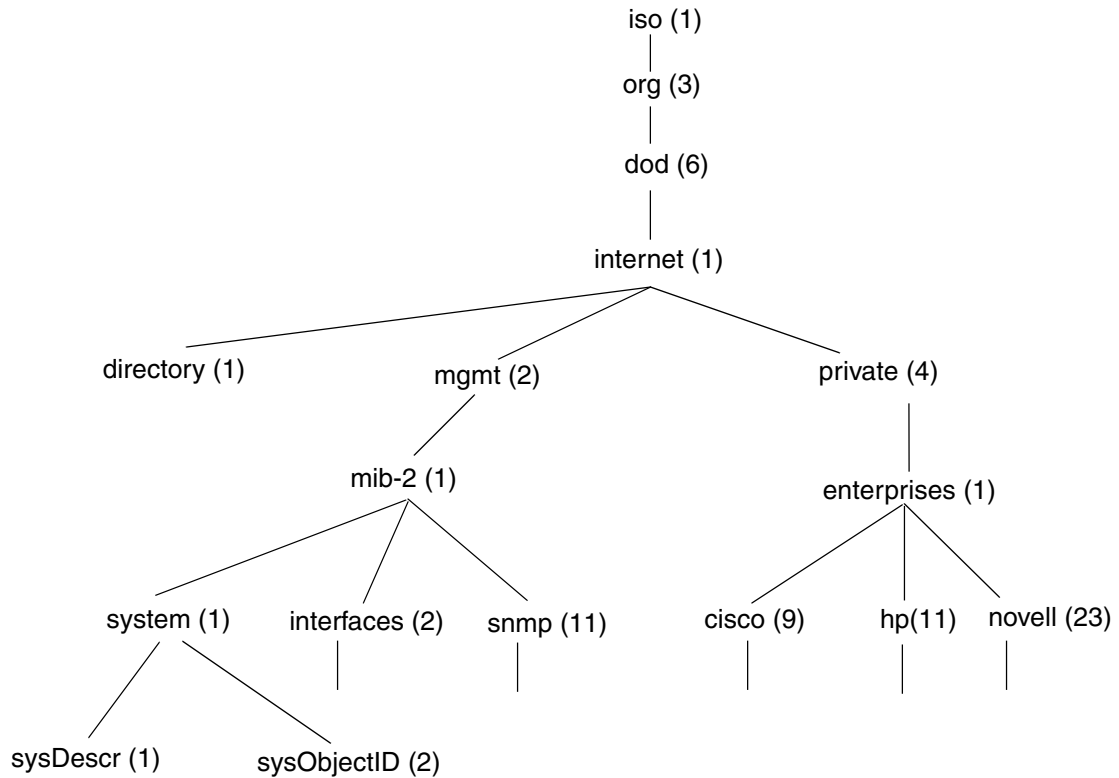 iso (1)
org (3)
dod (6)
internet (1)
directory (1)
mgmt (2)
private (4)
mib-2 (1)
enterprises (1)
system (1)
interfaces (2)
snmp (11)
cisco (9)
hp(11)
novell (23)
sysDescr (1)
sysObjectID (2)